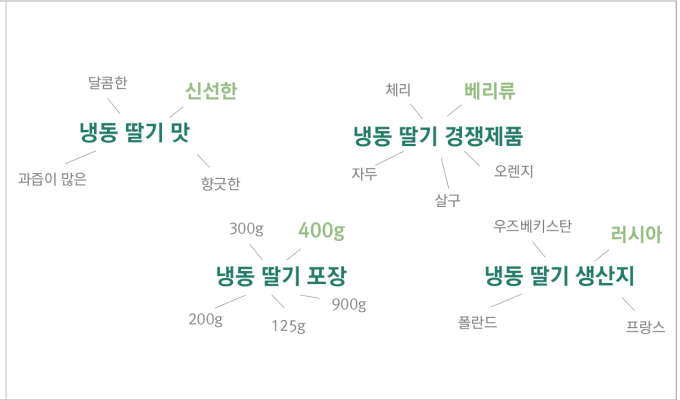 달콤한
신선한
냉동 딸기 맛
과즙이 많은
향긋한
체리
베리류
냉동 딸기 경쟁제품
자두
오렌지
살구
300g
400g
냉동 딸기 포장
200g
125g
900g
우즈베키스탄
러시아
냉동 딸기 생산지
폴란드
프랑스